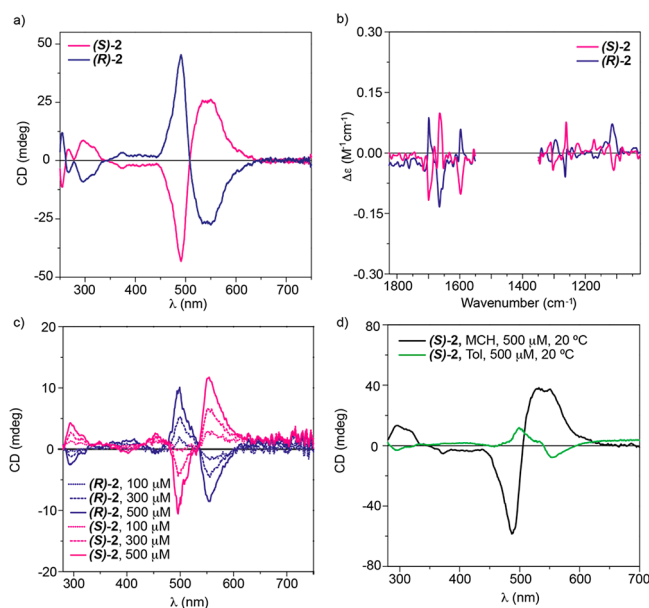 a)
(S)-2
(R)-2
CD (mdeg)
50
25
0
-25
-50
300 400 500 600 700
λ (nm)
b)
(S)-2
(R)-2
Δε (M⁻¹cm⁻¹)
0.30
0.15
0.00
-0.15
-0.30
1800 1600 1400 1200
Wavenumber (cm⁻¹)
c)
CD (mdeg)
20
10
0
-10
-20
(R)-2, 100 μM
(R)-2, 300 μM
(R)-2, 500 μM
(S)-2, 100 μM
(S)-2, 300 μM
(S)-2, 500 μM
300 400 500 600 700
λ (nm)
d)
(S)-2, MCH, 500 μM, 20 ºC
(S)-2, Tol, 500 μM, 20 ºC
CD (mdeg)
80
40
0
-40
-80
300 400 500 600 700
λ (nm)